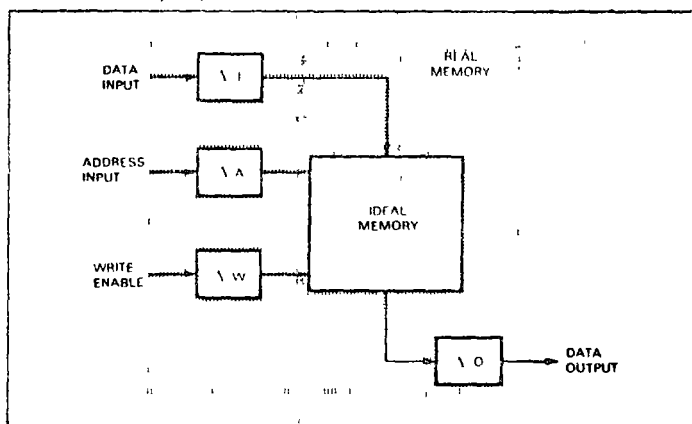 DATA
INPUT
REAL
MEMORY
ADDRESS
INPUT
IDEAL
MEMORY
WRITE
ENABLE
DATA
OUTPUT